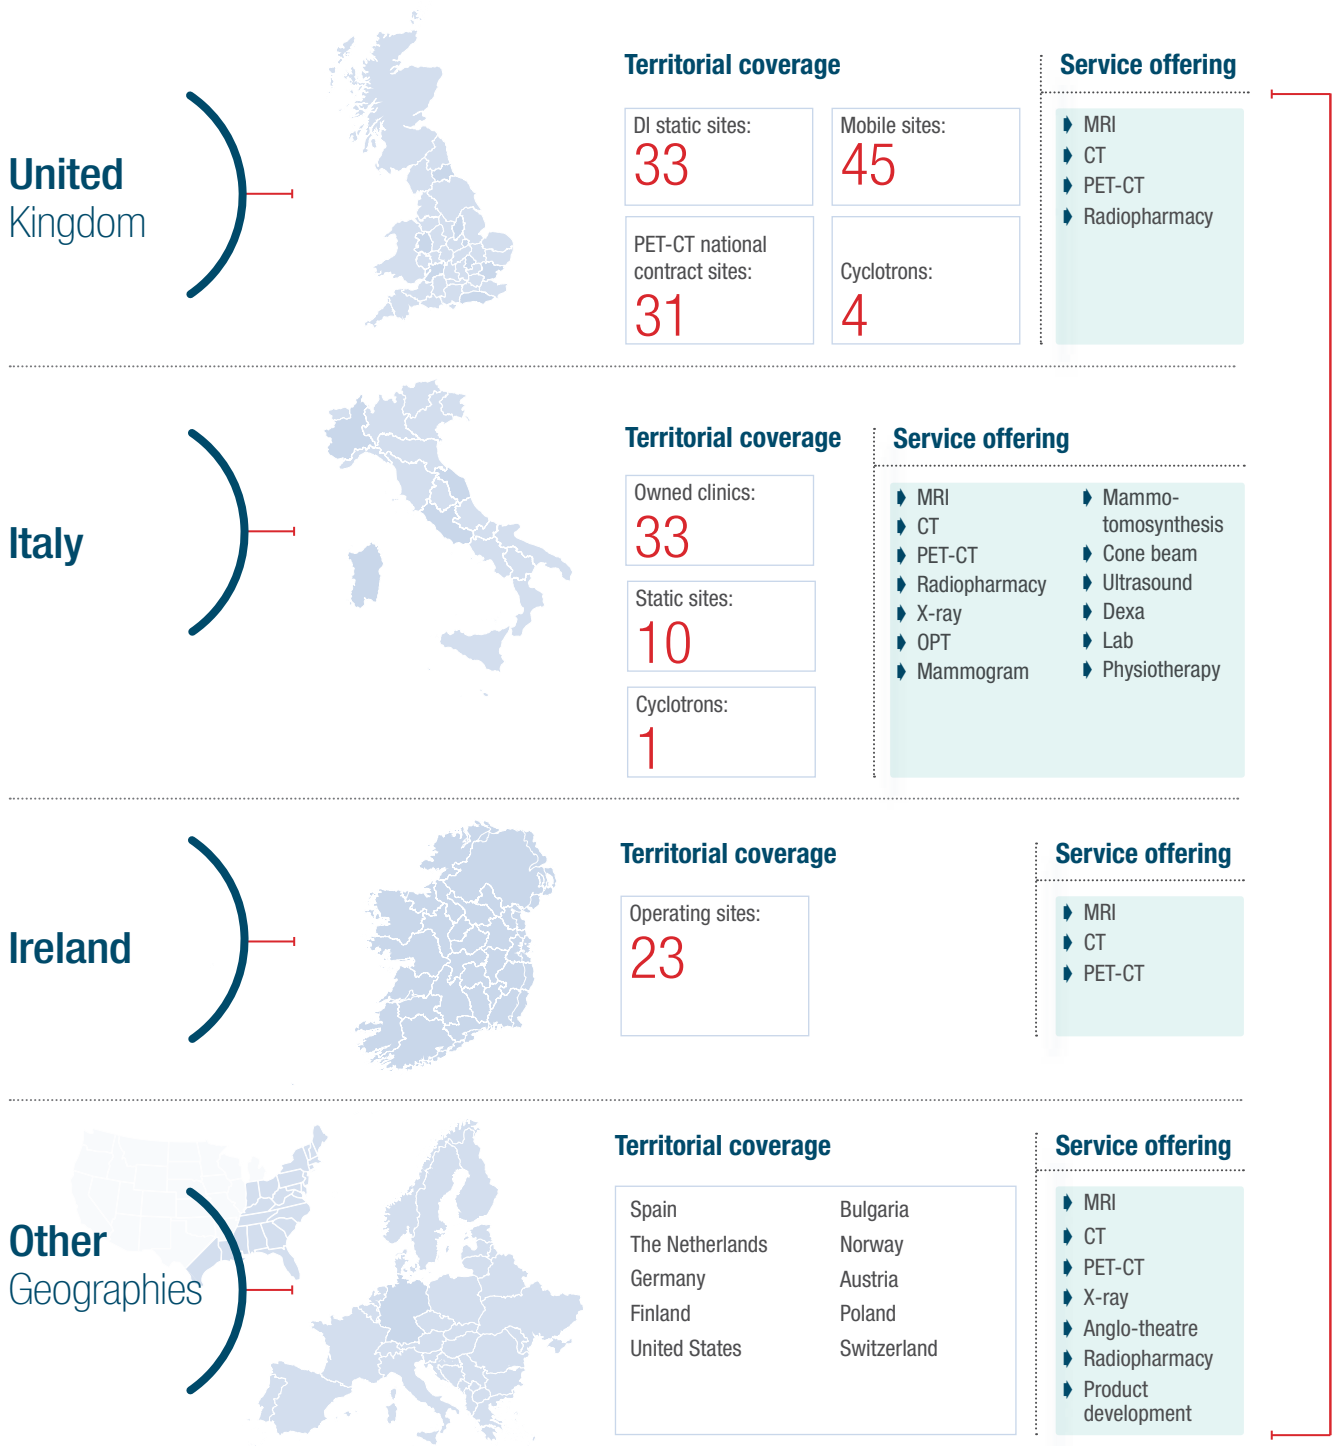 United
Kingdom
Territorial coverage
DI static sites:
33
Mobile sites:
45
PET-CT national
contract sites:
31
Cyclotrons:
4
Service offering
MRI
CT
PET-CT
Radiopharmacy
Italy
Territorial coverage
Owned clinics:
33
Static sites:
10
Cyclotrons:
1
Service offering
MRI
CT
PET-CT
Radiopharmacy
X-ray
OPT
Mammogram
Mammo-
tomosynthesis
Cone beam
Ultrasound
Dexa
Lab
Physiotherapy
Ireland
Territorial coverage
Operating sites:
23
Service offering
MRI
CT
PET-CT
Other
Geographies
Territorial coverage
Spain
The Netherlands
Germany
Finland
United States
Bulgaria
Norway
Austria
Poland
Switzerland
Service offering
MRI
CT
PET-CT
X-ray
Anglo-theatre
Radiopharmacy
Product
development